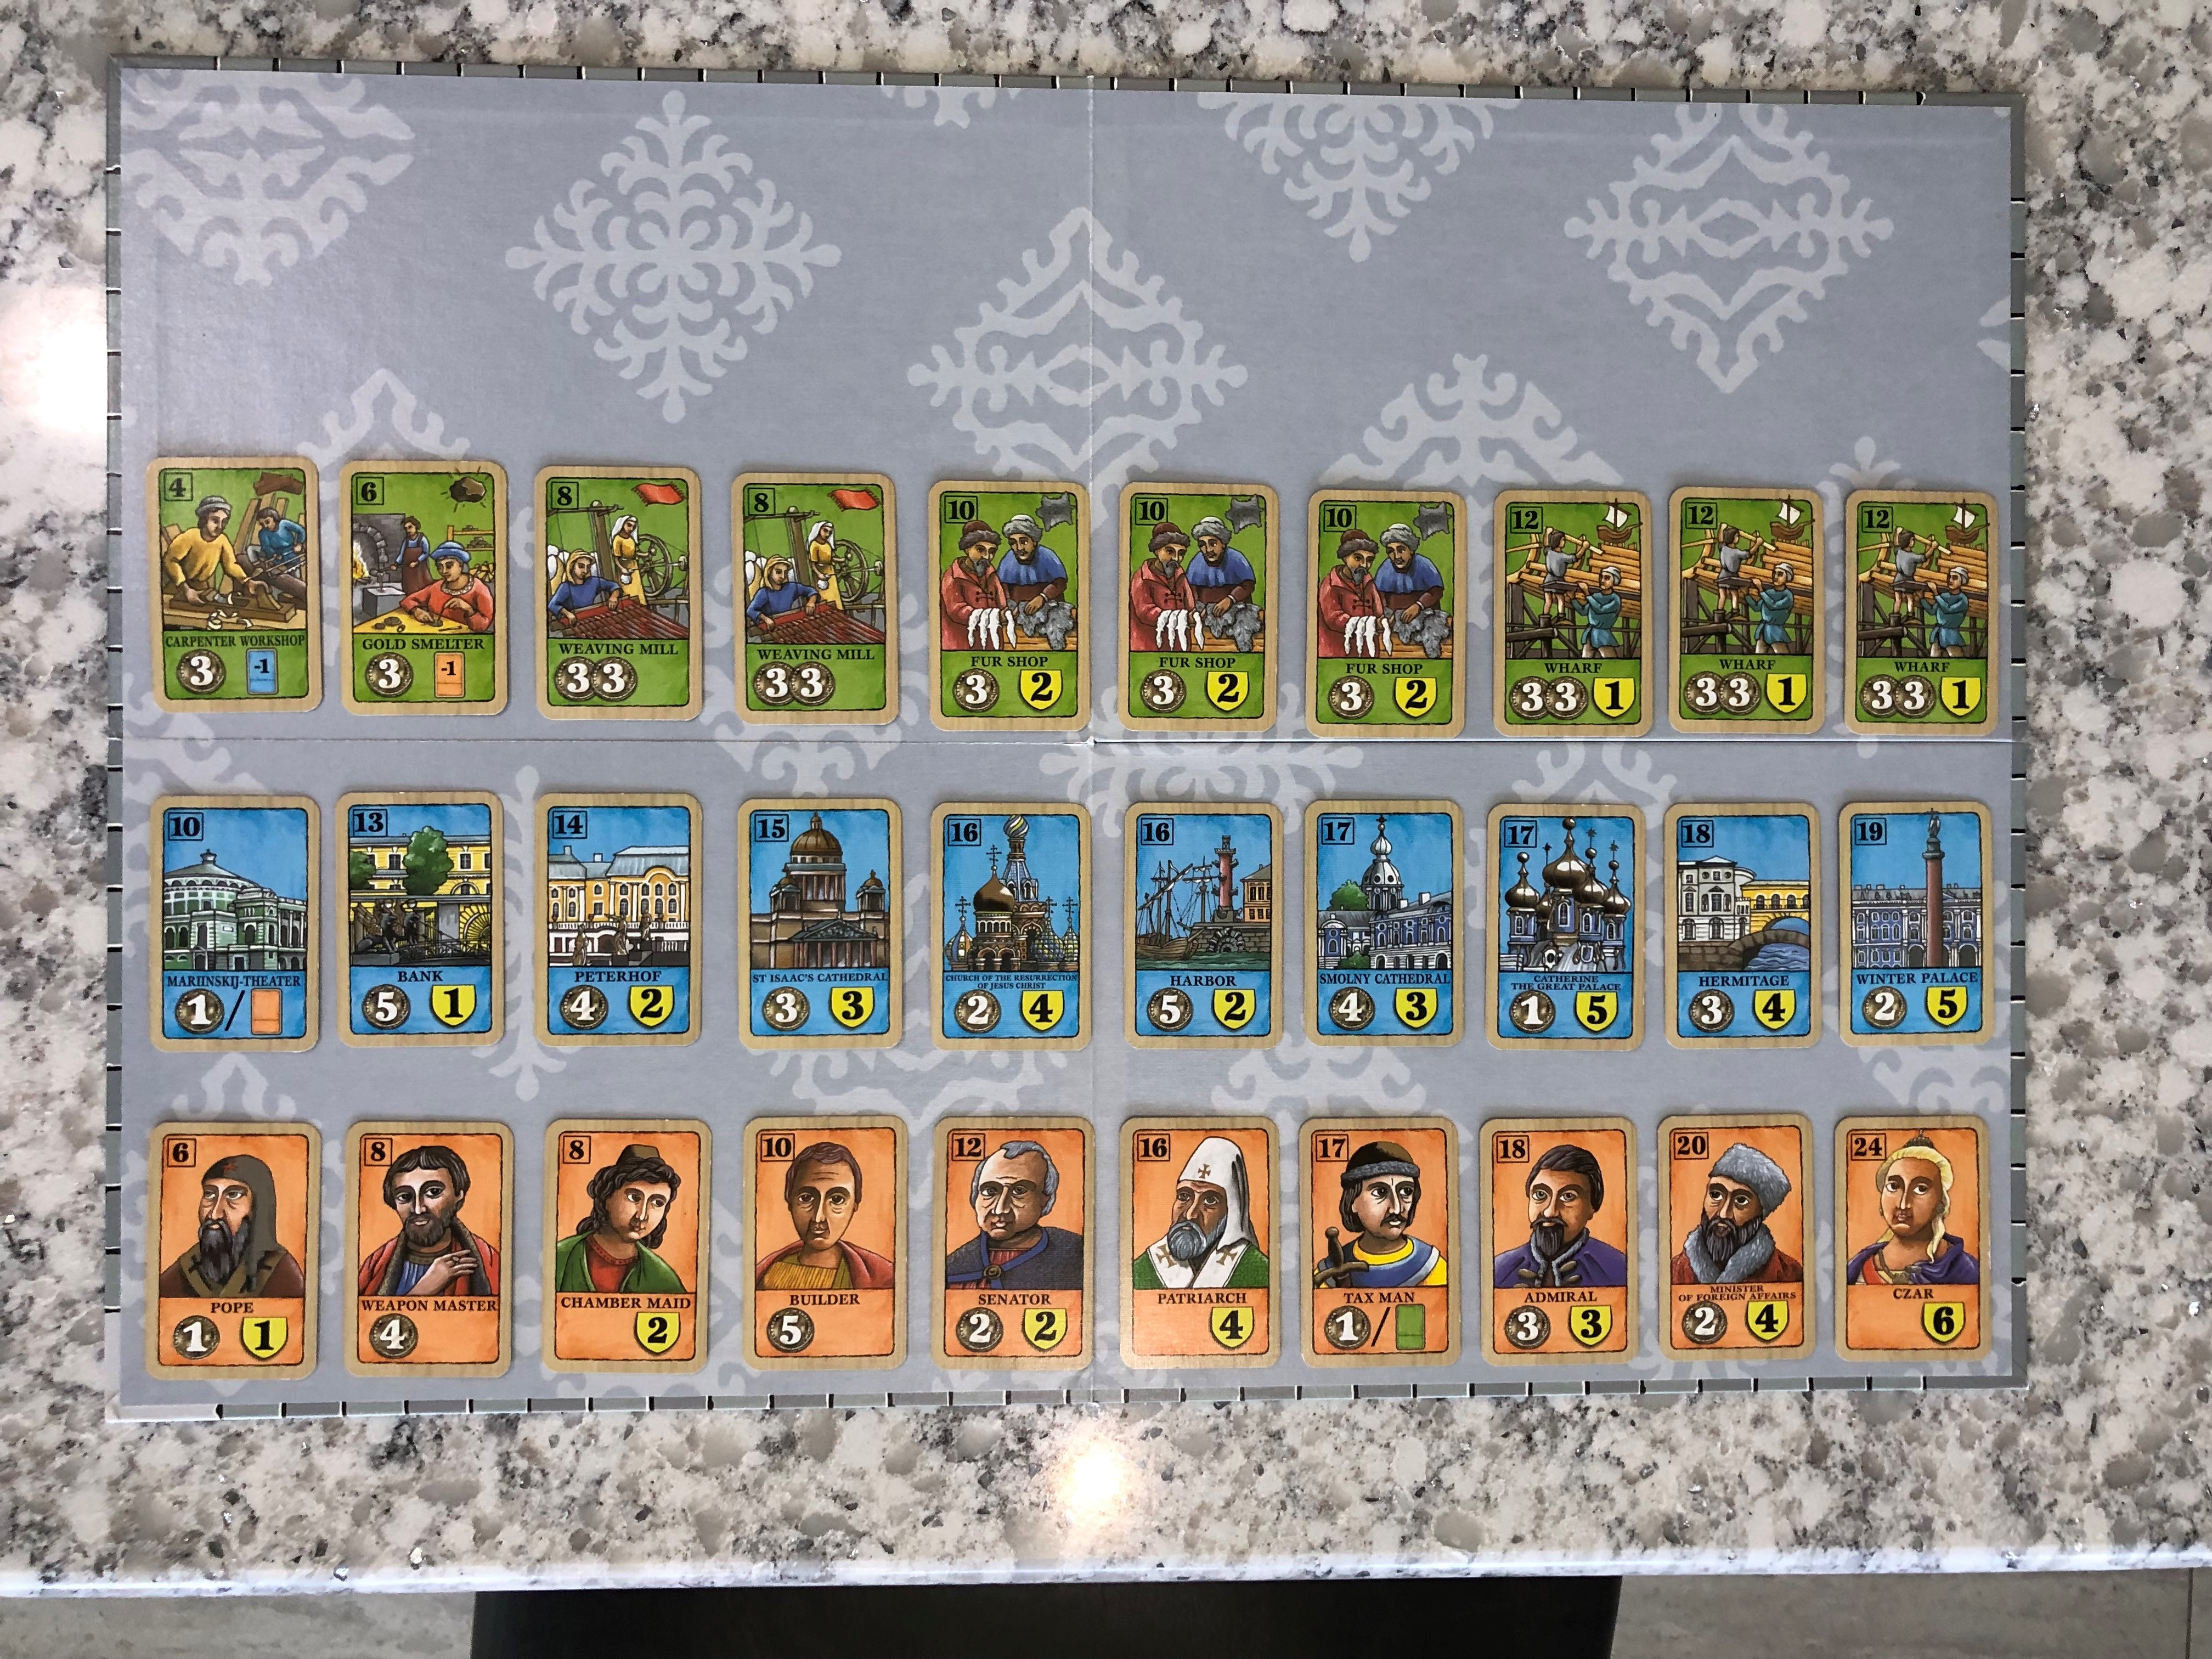 4
CARPENTER WORKSHOP
3 -1
6
GOLD SMELTER
3 -1
8
WEAVING MILL
3 3
8
WEAVING MILL
3 3
10
FUR SHOP
3 2
10
FUR SHOP
3 2
10
FUR SHOP
3 2
12
WHARF
3 3 1
12
WHARF
3 3 1
12
WHARF
3 3 1
10
MARIINSKIJ-THEATER
1 /
13
BANK
5 1
14
PETERHOF
4 2
15
ST ISAAC'S CATHEDRAL
3 3
16
CHURCH OF THE RESURRECTION
OF JESUS CHRIST
2 4
16
HARBOR
5 2
17
SMOLNY CATHEDRAL
4 3
17
CATHERINE
THE GREAT PALACE
1 5
18
HERMITAGE
3 4
19
WINTER PALACE
2 5
6
POPE
1 1
8
WEAPON MASTER
4
8
CHAMBER MAID
2
10
BUILDER
5
12
SENATOR
2 2
16
PATRIARCH
4
17
TAX MAN
1 /
18
ADMIRAL
3 3
20
MINISTER
OF FOREIGN AFFAIRS
2 4
24
CZAR
6